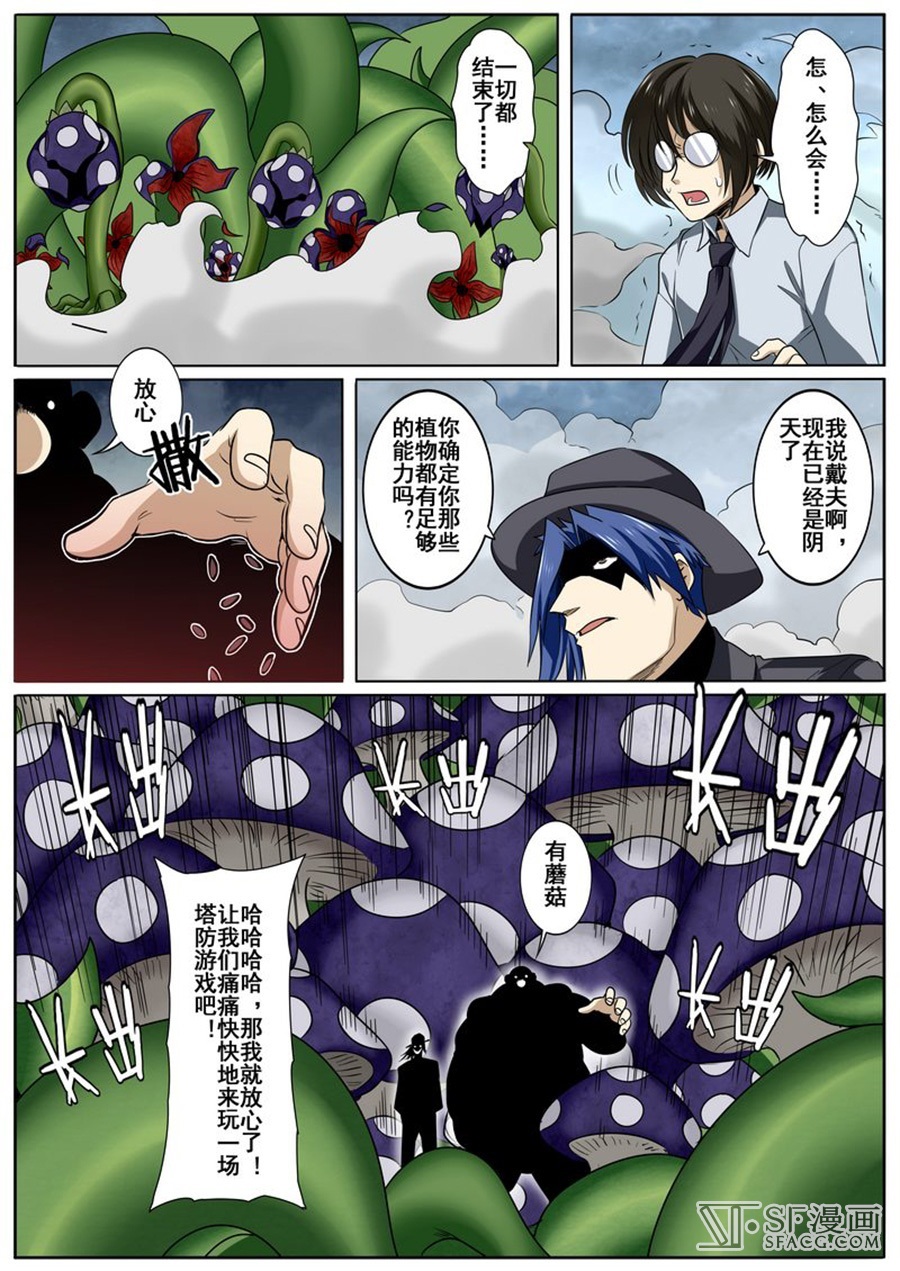 怎、怎么会……
一切都
结束了……
我说戴夫啊，
现在已经是阴
天了
你确定你那些
植物都有足够
的能力吗？
放心
撒
长出
长出
长出
有蘑菇
哈哈哈哈，那我就放心了！
让我们痛痛快快地来玩一场
塔防游戏吧！
长出
长出
SF漫画
SFACG.COM